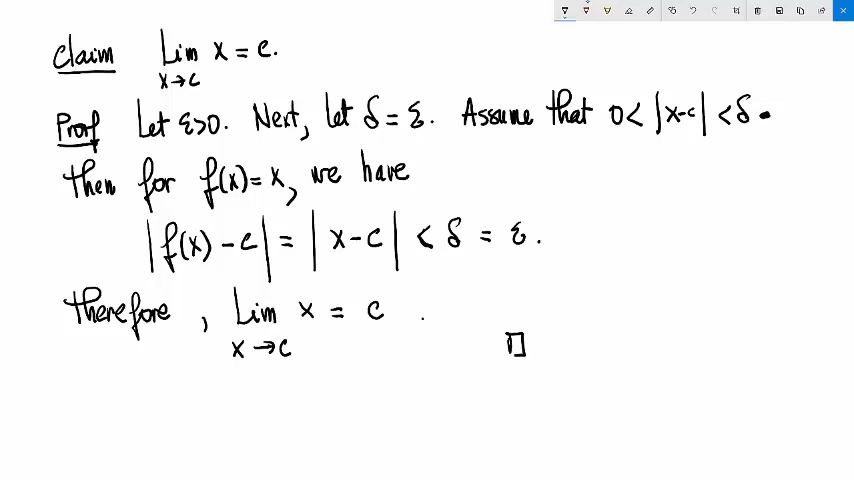 Claim Lim x = c.
x→c
Proof Let ε>0. Next, let δ = ε. Assume that 0 < |x-c| < δ.
then for f(x)=x, we have
|f(x) - c| = |x-c| < δ = ε.
therefore, Lim x = c.
x→c